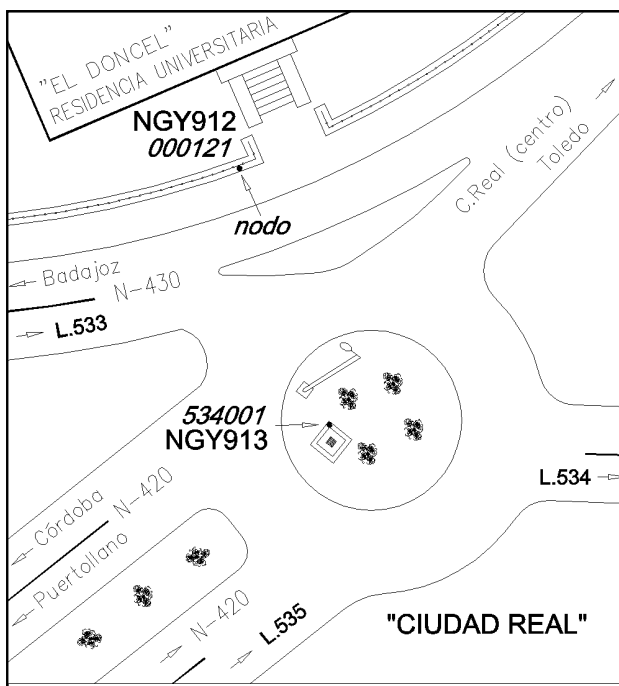 "EL DONCEL"
RESIDENCIA UNIVERSITARIA
NGY912
000121
nodo
C.Real (centro)
Toledo
Badajoz
N-430
L.533
534001
NGY913
L.534
Córdoba
N-420
Puertollano
N-420
L.535
"CIUDAD REAL"